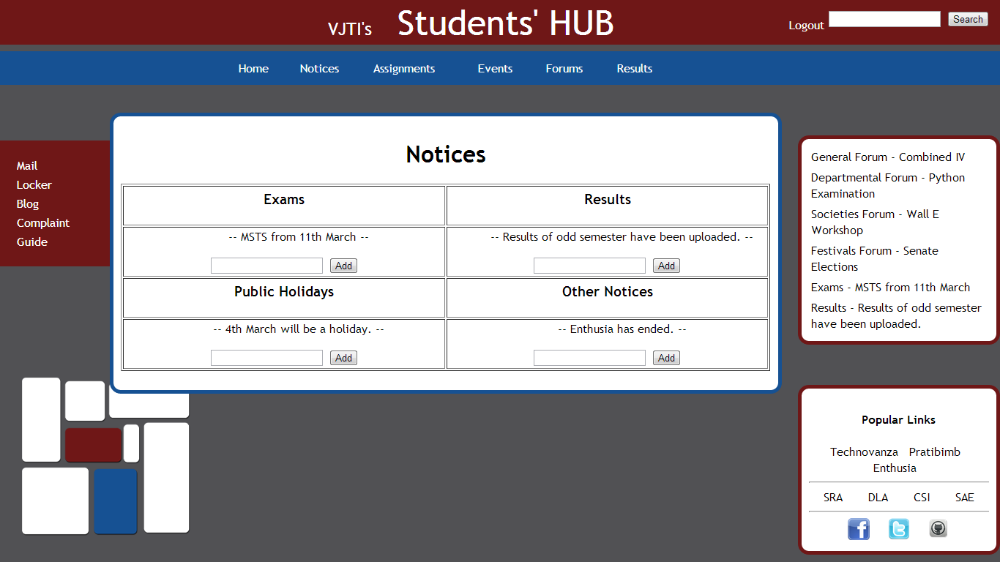 VJTI's Students' HUB
Logout Search
Home Notices Assignments Events Forums Results
Mail
Locker
Blog
Complaint
Guide
Notices
Exams Results
-- MSTS from 11th March -- -- Results of odd semester have been uploaded. --
Add Add
Public Holidays Other Notices
-- 4th March will be a holiday. -- -- Enthusia has ended. --
Add Add
General Forum - Combined IV
Departmental Forum - Python
Examination
Societies Forum - Wall E
Workshop
Festivals Forum - Senate
Elections
Exams - MSTS from 11th March
Results - Results of odd semester
have been uploaded.
Popular Links
Technovanza Pratibimb
Enthusia
SRA DLA CSI SAE
f t